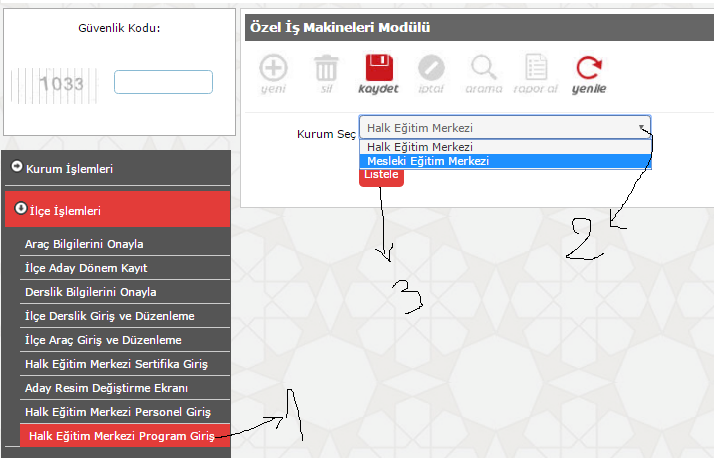 Güvenlik Kodu:
1033
Özel İş Makineleri Modülü
yeni sil kaydet iptal arama rapor al yenile
Kurum Seç Halk Eğitim Merkezi
Halk Eğitim Merkezi
Mesleki Eğitim Merkezi
Listele
Kurum İşlemleri
İlçe İşlemleri
Araç Bilgilerini Onayla
İlçe Aday Dönem Kayıt
Derslik Bilgilerini Onayla
İlçe Derslik Giriş ve Düzenleme
İlçe Araç Giriş ve Düzenleme
Halk Eğitim Merkezi Sertifika Giriş
Aday Resim Değiştirme Ekranı
Halk Eğitim Merkezi Personel Giriş
Halk Eğitim Merkezi Program Giriş
1
2
3